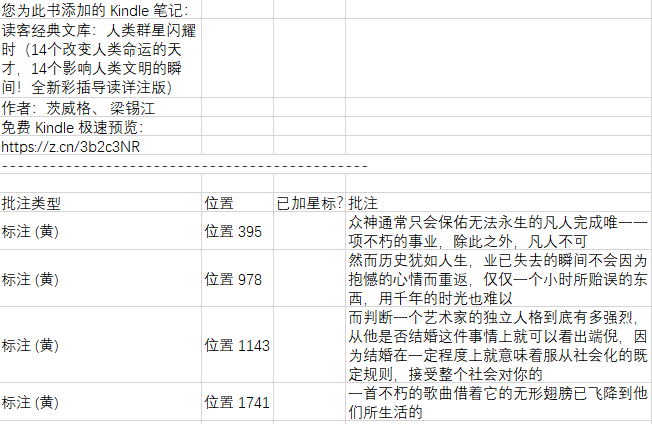 您为此书添加的 Kindle 笔记：
读客经典文库：人类群星闪耀
时（14个改变人类命运的天
才，14个影响人类文明的瞬
间！全新彩插导读详注版）
作者：茨威格、 梁锡江
免费 Kindle 极速预览：
https://z.cn/3b2c3NR
----------------------------------------------
批注类型 位置 已加星标? 批注
标注 (黄) 位置 395 众神通常只会保佑无法永生的凡人完成唯一一
项不朽的事业，除此之外，凡人不可
标注 (黄) 位置 978 然而历史犹如人生，业已失去的瞬间不会因为
抱憾的心情而重返，仅仅一个小时所贻误的东
西，用千年的时光也难以
标注 (黄) 位置 1143 而判断一个艺术家的独立人格到底有多强烈，
从他是否结婚这件事情上就可以看出端倪，因
为结婚在一定程度上就意味着服从社会化的既
定规则，接受整个社会对你的
标注 (黄) 位置 1741 一首不朽的歌曲借着它的无形翅膀已飞降到他
们所生活的